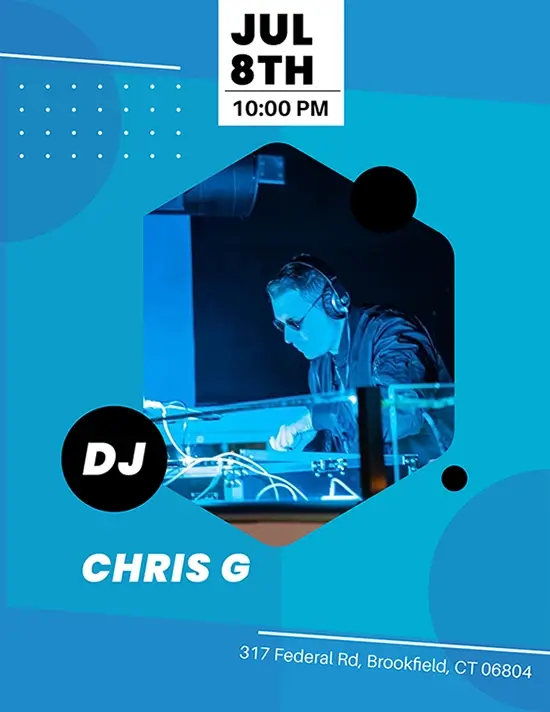 JUL
8TH
10:00 PM
DJ
CHRIS G
317 Federal Rd, Brookfield, CT 06804